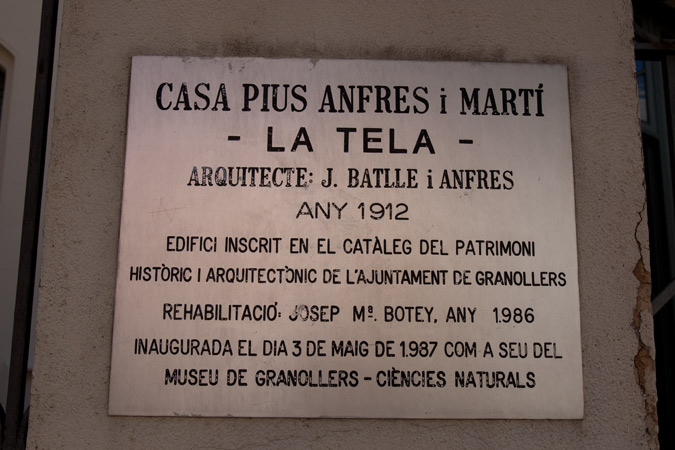 CASA PIUS ANFRES i MARTÍ
- LA TELA -
ARQUITECTE: J. BATLLE i ANFRES
ANY 1912
EDIFICI INSCRIT EN EL CATÀLEG DEL PATRIMONI
HISTÒRIC I ARQUITECTÒNIC DE L'AJUNTAMENT DE GRANOLLERS
REHABILITACIÓ: JOSEP Mª. BOTEY, ANY 1.986
INAUGURADA EL DIA 3 DE MAIG DE 1.987 COM A SEU DEL
MUSEU DE GRANOLLERS - CIÈNCIES NATURALS